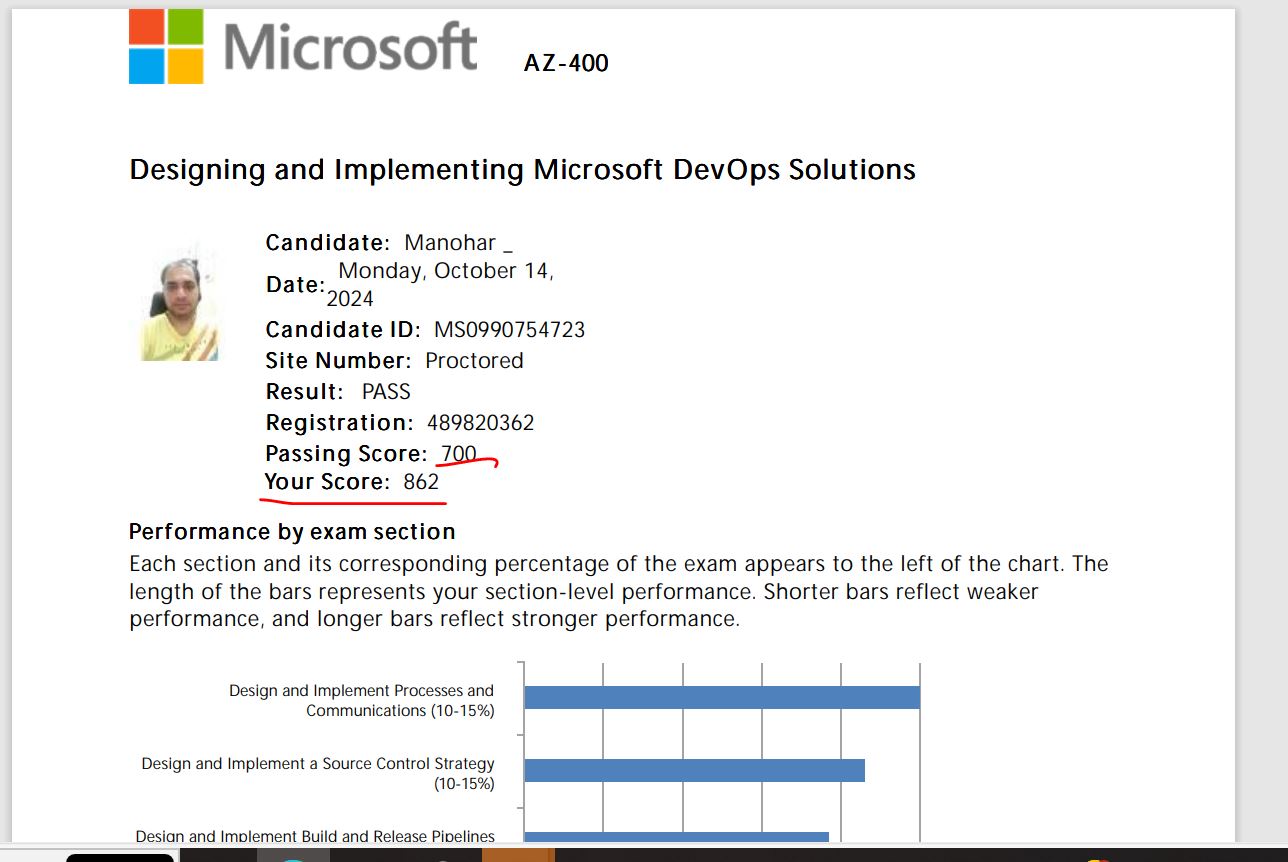 Microsoft AZ-400
Designing and Implementing Microsoft DevOps Solutions
Candidate: Manohar _
Date: Monday, October 14,
2024
Candidate ID: MS0990754723
Site Number: Proctored
Result: PASS
Registration: 489820362
Passing Score: 700
Your Score: 862
Performance by exam section
Each section and its corresponding percentage of the exam appears to the left of the chart. The
length of the bars represents your section-level performance. Shorter bars reflect weaker
performance, and longer bars reflect stronger performance.
Design and Implement Processes and
Communications (10-15%)
Design and Implement a Source Control Strategy
(10-15%)
Design and Implement Build and Release Pipelines